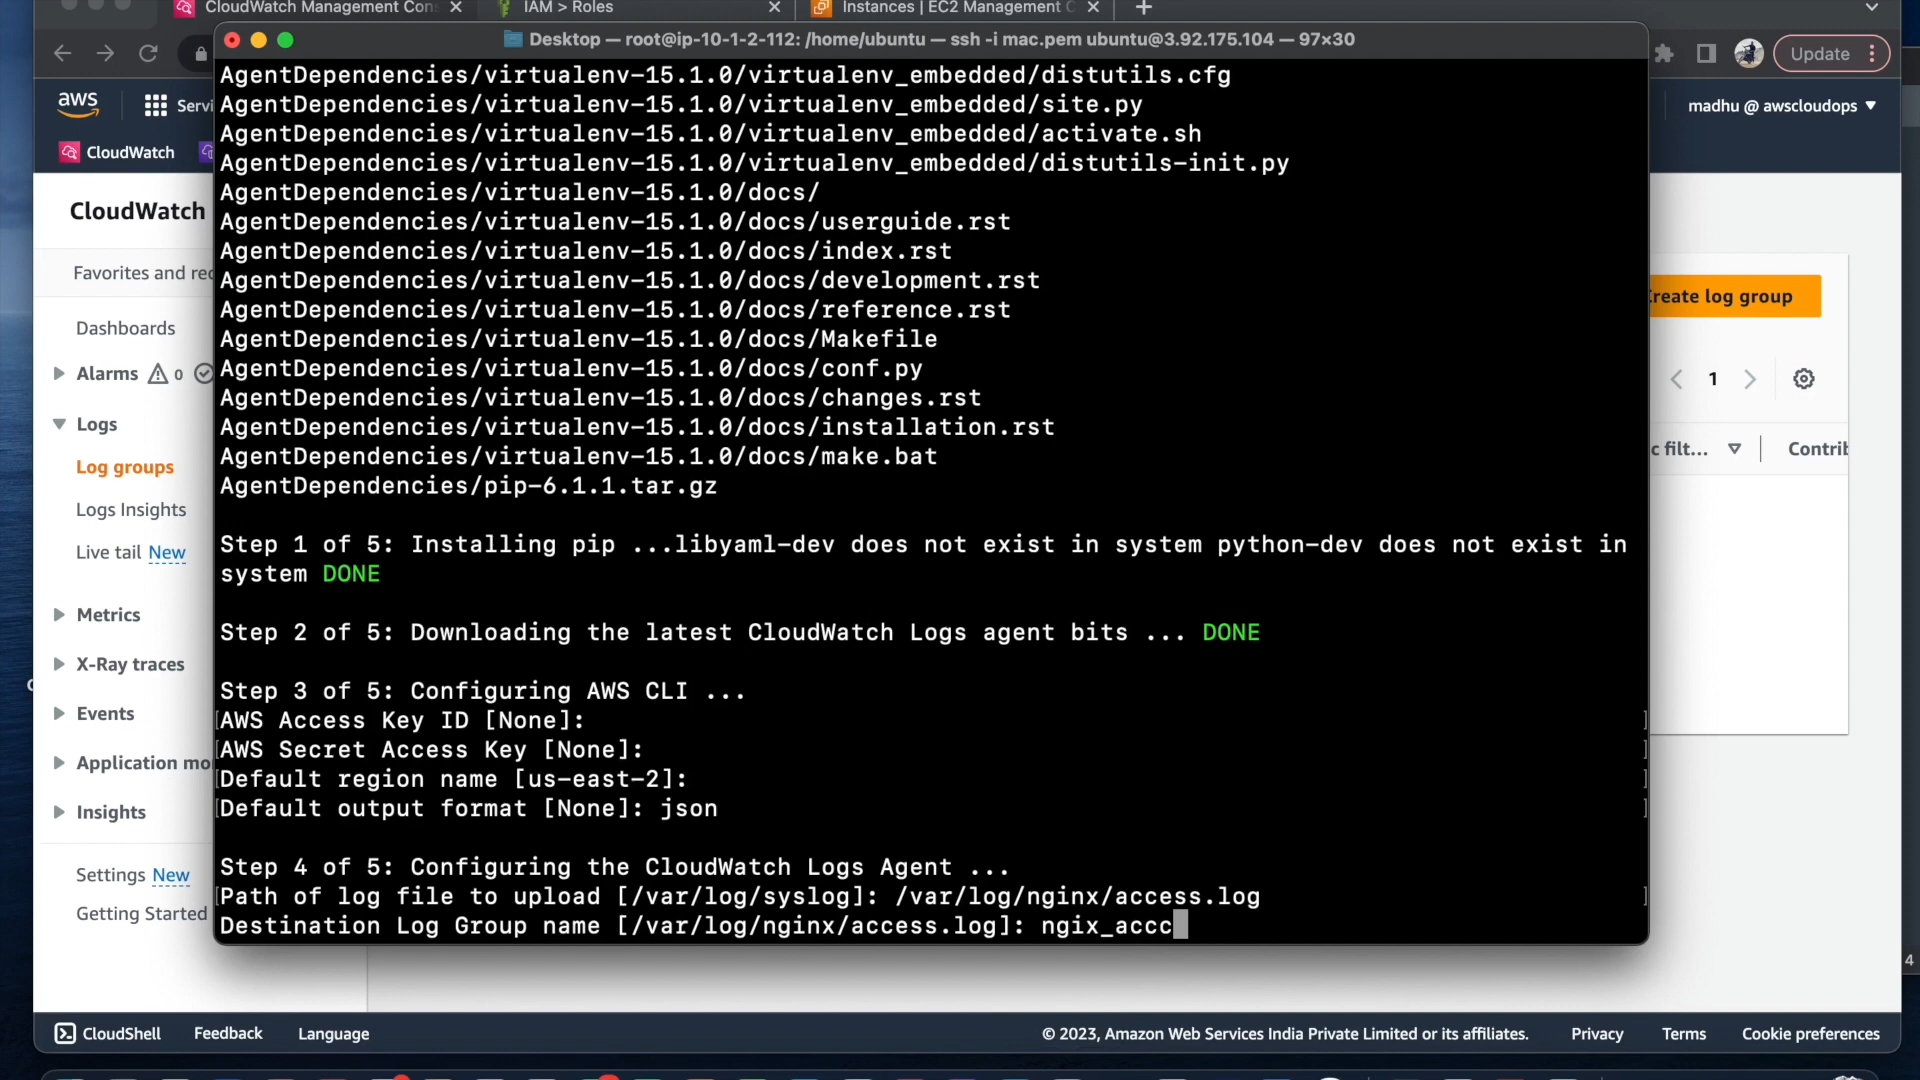 CloudWatch Management Con
IAM > Roles
Instances | EC2 Management C
Update
Desktop — root@ip-10-1-2-112: /home/ubuntu — ssh -i mac.pem ubuntu@3.92.175.104 — 97×30
aws
Servi
madhu @ awscloudops
CloudWatch
CloudWatch
Favorites and rec
Dashboards
Alarms 0
Logs
Log groups
Logs Insights
Live tail New
Metrics
X-Ray traces
Events
Application mo
Insights
Settings New
Getting Started
AgentDependencies/virtualenv-15.1.0/virtualenv_embedded/distutils.cfg
AgentDependencies/virtualenv-15.1.0/virtualenv_embedded/site.py
AgentDependencies/virtualenv-15.1.0/virtualenv_embedded/activate.sh
AgentDependencies/virtualenv-15.1.0/virtualenv_embedded/distutils-init.py
AgentDependencies/virtualenv-15.1.0/docs/
AgentDependencies/virtualenv-15.1.0/docs/userguide.rst
AgentDependencies/virtualenv-15.1.0/docs/index.rst
AgentDependencies/virtualenv-15.1.0/docs/development.rst
AgentDependencies/virtualenv-15.1.0/docs/reference.rst
AgentDependencies/virtualenv-15.1.0/docs/Makefile
AgentDependencies/virtualenv-15.1.0/docs/conf.py
AgentDependencies/virtualenv-15.1.0/docs/changes.rst
AgentDependencies/virtualenv-15.1.0/docs/installation.rst
AgentDependencies/virtualenv-15.1.0/docs/make.bat
AgentDependencies/pip-6.1.1.tar.gz
Step 1 of 5: Installing pip ...libyaml-dev does not exist in system python-dev does not exist in
system DONE
Step 2 of 5: Downloading the latest CloudWatch Logs agent bits ... DONE
Step 3 of 5: Configuring AWS CLI ...
[AWS Access Key ID [None]: ]
[AWS Secret Access Key [None]: ]
[Default region name [us-east-2]: ]
[Default output format [None]: json ]
Step 4 of 5: Configuring the CloudWatch Logs Agent ...
[Path of log file to upload [/var/log/syslog]: /var/log/nginx/access.log ]
Destination Log Group name [/var/log/nginx/access.log]: ngix_accc
reate log group
1
c filt...
Contrib
4
CloudShell
Feedback
Language
© 2023, Amazon Web Services India Private Limited or its affiliates.
Privacy
Terms
Cookie preferences